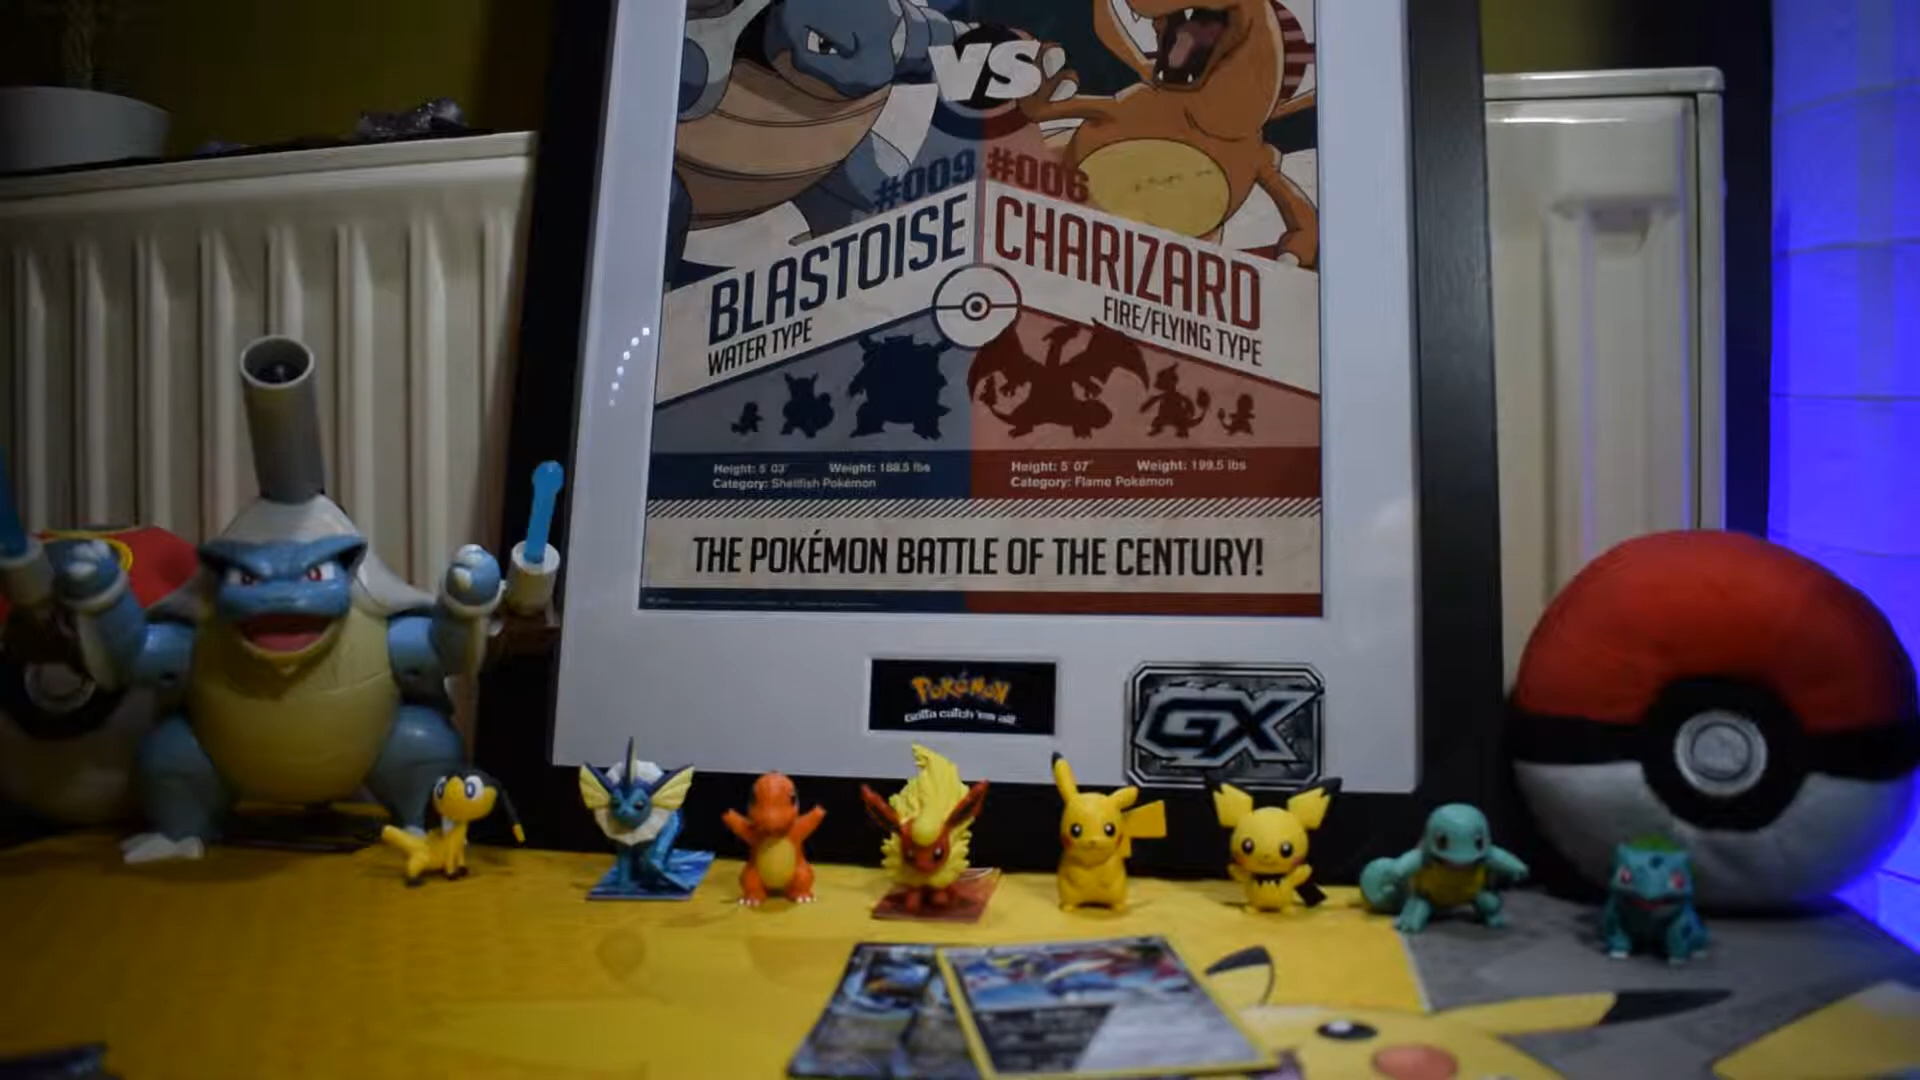 VS
#009 #006
BLASTOISE
WATER TYPE
CHARIZARD
FIRE/FLYING TYPE
Height: 5' 03" Weight: 188.5 lbs
Category: Shellfish Pokémon
Height: 5' 07" Weight: 199.5 lbs
Category: Flame Pokémon
THE POKÉMON BATTLE OF THE CENTURY!
POKéMON
Gotta catch 'em all!
GX